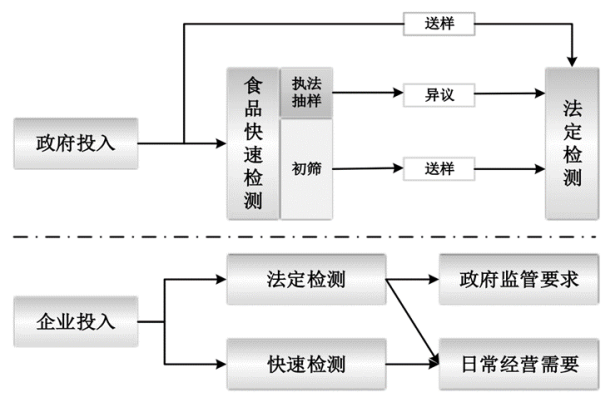 送样
政府投入
食品快速检测
执法
抽样
异议
初筛
送样
法定检测
企业投入
法定检测
政府监管要求
快速检测
日常经营需要